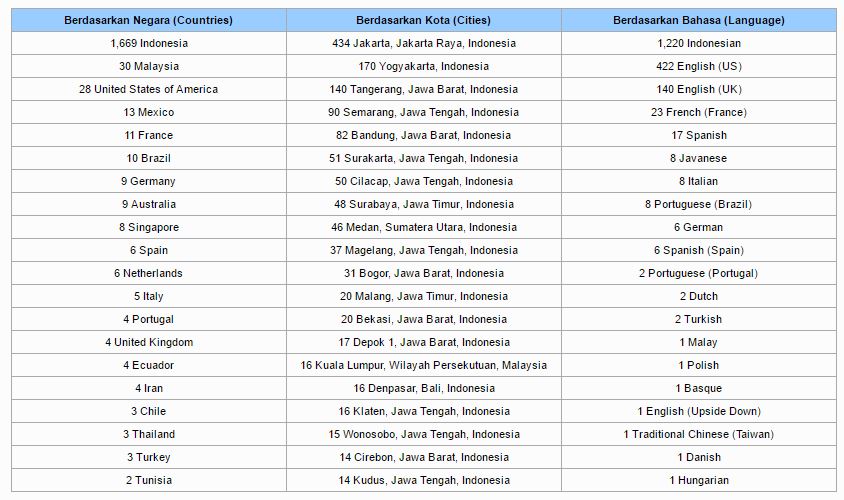 Berdasarkan Negara (Countries) Berdasarkan Kota (Cities) Berdasarkan Bahasa (Language)
1,669 Indonesia 434 Jakarta, Jakarta Raya, Indonesia 1,220 Indonesian
30 Malaysia 170 Yogyakarta, Indonesia 422 English (US)
28 United States of America 140 Tangerang, Jawa Barat, Indonesia 140 English (UK)
13 Mexico 90 Semarang, Jawa Tengah, Indonesia 23 French (France)
11 France 82 Bandung, Jawa Barat, Indonesia 17 Spanish
10 Brazil 51 Surakarta, Jawa Tengah, Indonesia 8 Javanese
9 Germany 50 Cilacap, Jawa Tengah, Indonesia 8 Italian
9 Australia 48 Surabaya, Jawa Timur, Indonesia 8 Portuguese (Brazil)
8 Singapore 46 Medan, Sumatera Utara, Indonesia 6 German
6 Spain 37 Magelang, Jawa Tengah, Indonesia 6 Spanish (Spain)
6 Netherlands 31 Bogor, Jawa Barat, Indonesia 2 Portuguese (Portugal)
5 Italy 20 Malang, Jawa Timur, Indonesia 2 Dutch
4 Portugal 20 Bekasi, Jawa Barat, Indonesia 2 Turkish
4 United Kingdom 17 Depok 1, Jawa Barat, Indonesia 1 Malay
4 Ecuador 16 Kuala Lumpur, Wilayah Persekutuan, Malaysia 1 Polish
4 Iran 16 Denpasar, Bali, Indonesia 1 Basque
3 Chile 16 Klaten, Jawa Tengah, Indonesia 1 English (Upside Down)
3 Thailand 15 Wonosobo, Jawa Tengah, Indonesia 1 Traditional Chinese (Taiwan)
3 Turkey 14 Cirebon, Jawa Barat, Indonesia 1 Danish
2 Tunisia 14 Kudus, Jawa Tengah, Indonesia 1 Hungarian